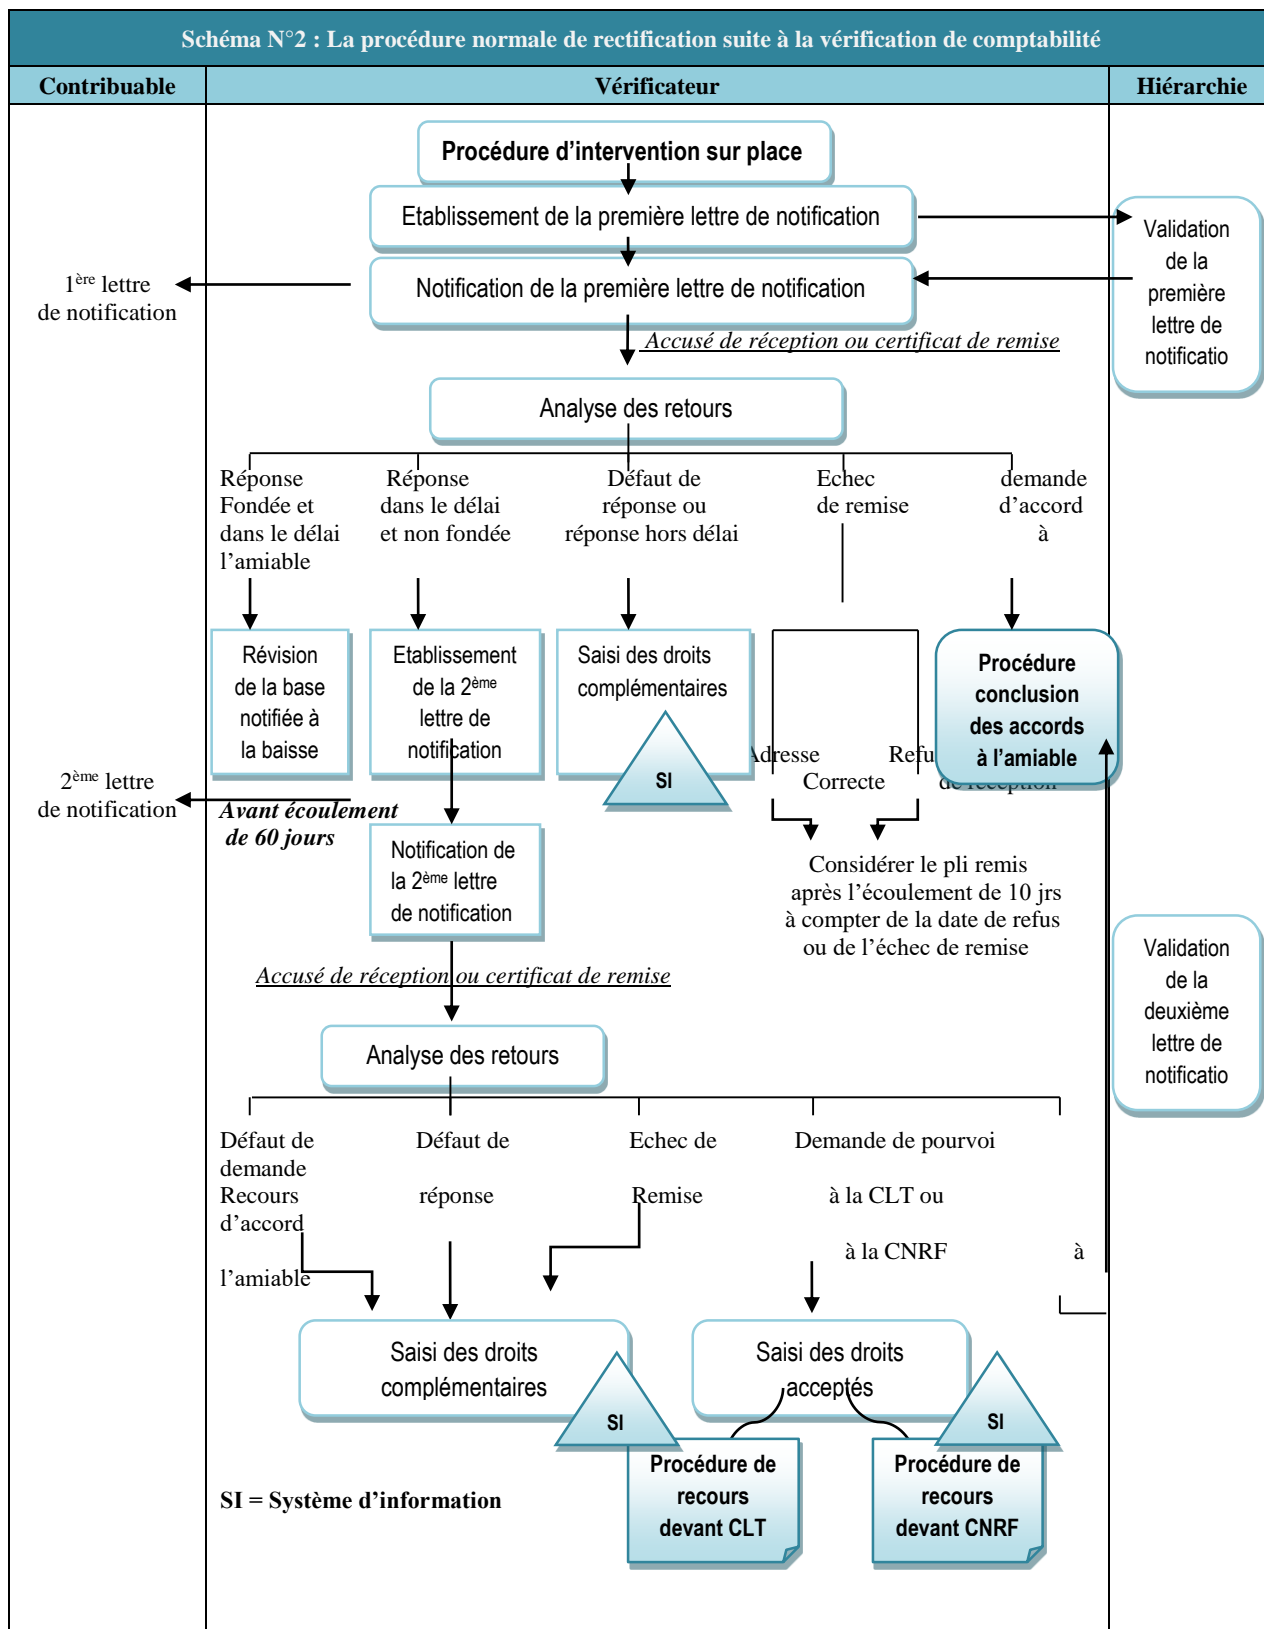 Schéma N°2 : La procédure normale de rectification suite à la vérification de comptabilité
Contribuable
Vérificateur
Hiérarchie
Procédure d'intervention sur place
Etablissement de la première lettre de notification
Validation
de la
première
lettre de
notificatio
1ère lettre
de notification
Notification de la première lettre de notification
Accusé de réception ou certificat de remise
Analyse des retours
Réponse
Fondée et
dans le délai
l'amiable
Réponse
dans le délai
et non fondée
Défaut de
réponse ou
réponse hors délai
Echec
de remise
demande
d'accord
à
Révision
de la base
notifiée à
la baisse
Etablissement
de la 2ème
lettre de
notification
Saisi des droits
complémentaires
SI
Adresse
Correcte
Refu
de réception
Procédure
conclusion
des accords
à l'amiable
2ème lettre
de notification
Avant écoulement
de 60 jours
Notification de
la 2ème lettre
de notification
Considérer le pli remis
après l'écoulement de 10 jrs
à compter de la date de refus
ou de l'échec de remise
Validation
de la
deuxième
lettre de
notificatio
Accusé de réception ou certificat de remise
Analyse des retours
Défaut de
demande
Recours
d'accord
l'amiable
Défaut de
réponse
Echec de
Remise
Demande de pourvoi
à la CLT ou
à la CNRF
à
Saisi des droits
complémentaires
SI
Saisi des droits
acceptés
SI
Procédure de
recours
devant CLT
Procédure de
recours
devant CNRF
SI = Système d'information